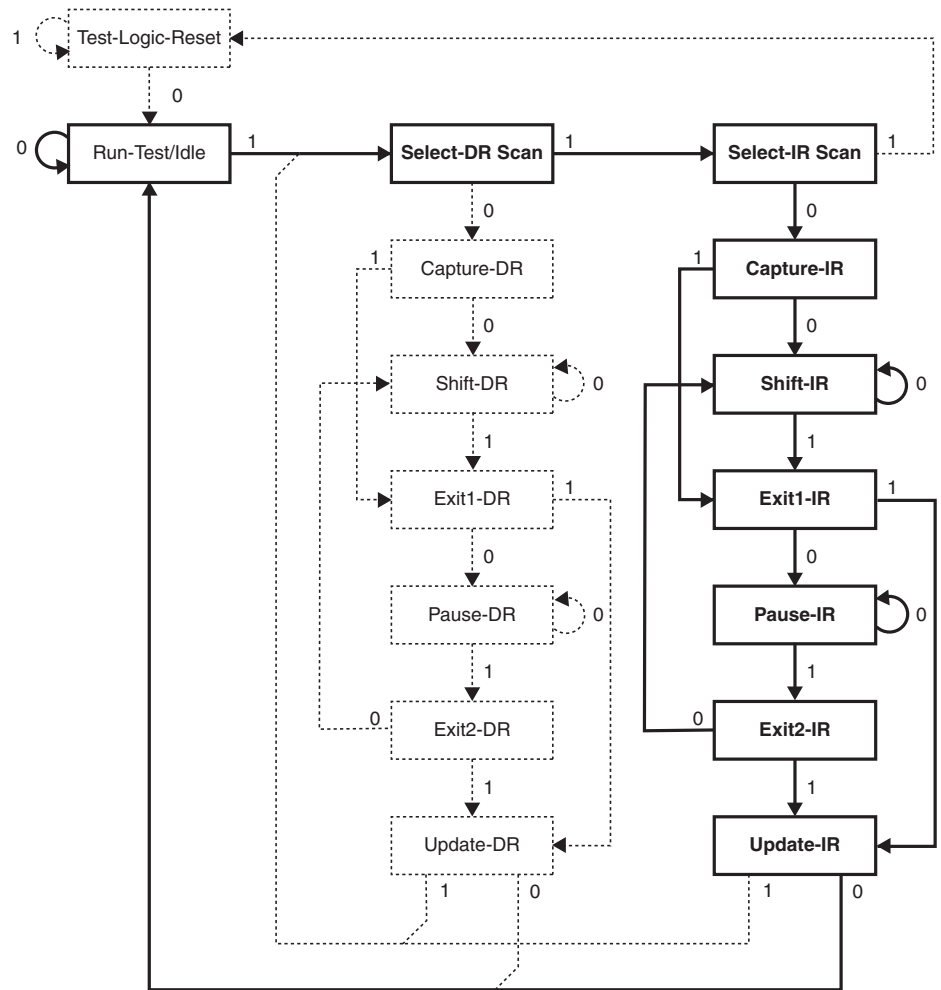 Test-Logic-Reset
1
0
Run-Test/Idle
0
1
Select-DR Scan
1
Select-IR Scan
1
0
0
1
Capture-DR
1
Capture-IR
0
0
Shift-DR
0
Shift-IR
0
1
1
Exit1-DR
1
Exit1-IR
1
0
0
Pause-DR
0
Pause-IR
0
1
1
0
Exit2-DR
0
Exit2-IR
1
1
Update-DR
Update-IR
1
0
1
0